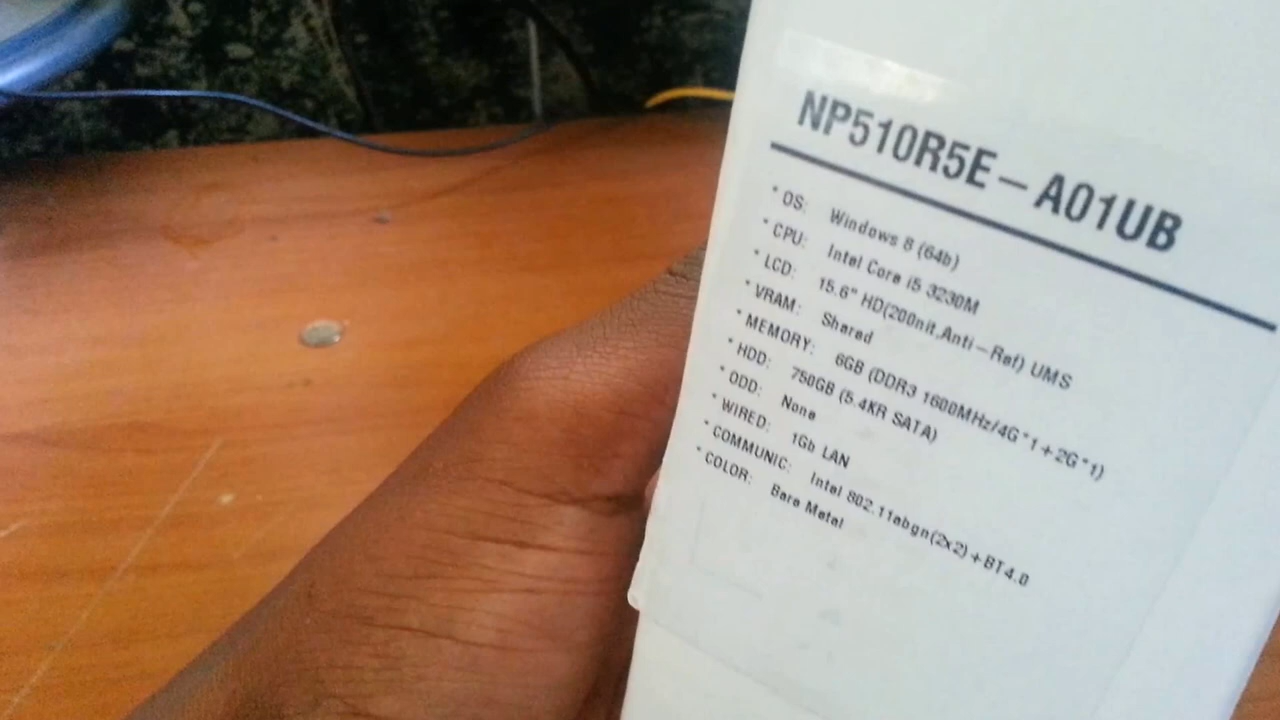 NP510R5E-A01UB
* OS: Windows 8 (64b)
* CPU: Intel Core i5 3230M
* LCD: 15.6" HD(200nit,Anti-Ref) UMS
* VRAM: Shared
* MEMORY: 6GB (DDR3 1600MHz/4G*1+2G*1)
* HDD: 750GB (5.4KR SATA)
* ODD: None
* WIRED: 1Gb LAN
* COMMUNIC: Intel 802.11abgn(2x2)+BT4.0
* COLOR: Bare Metal